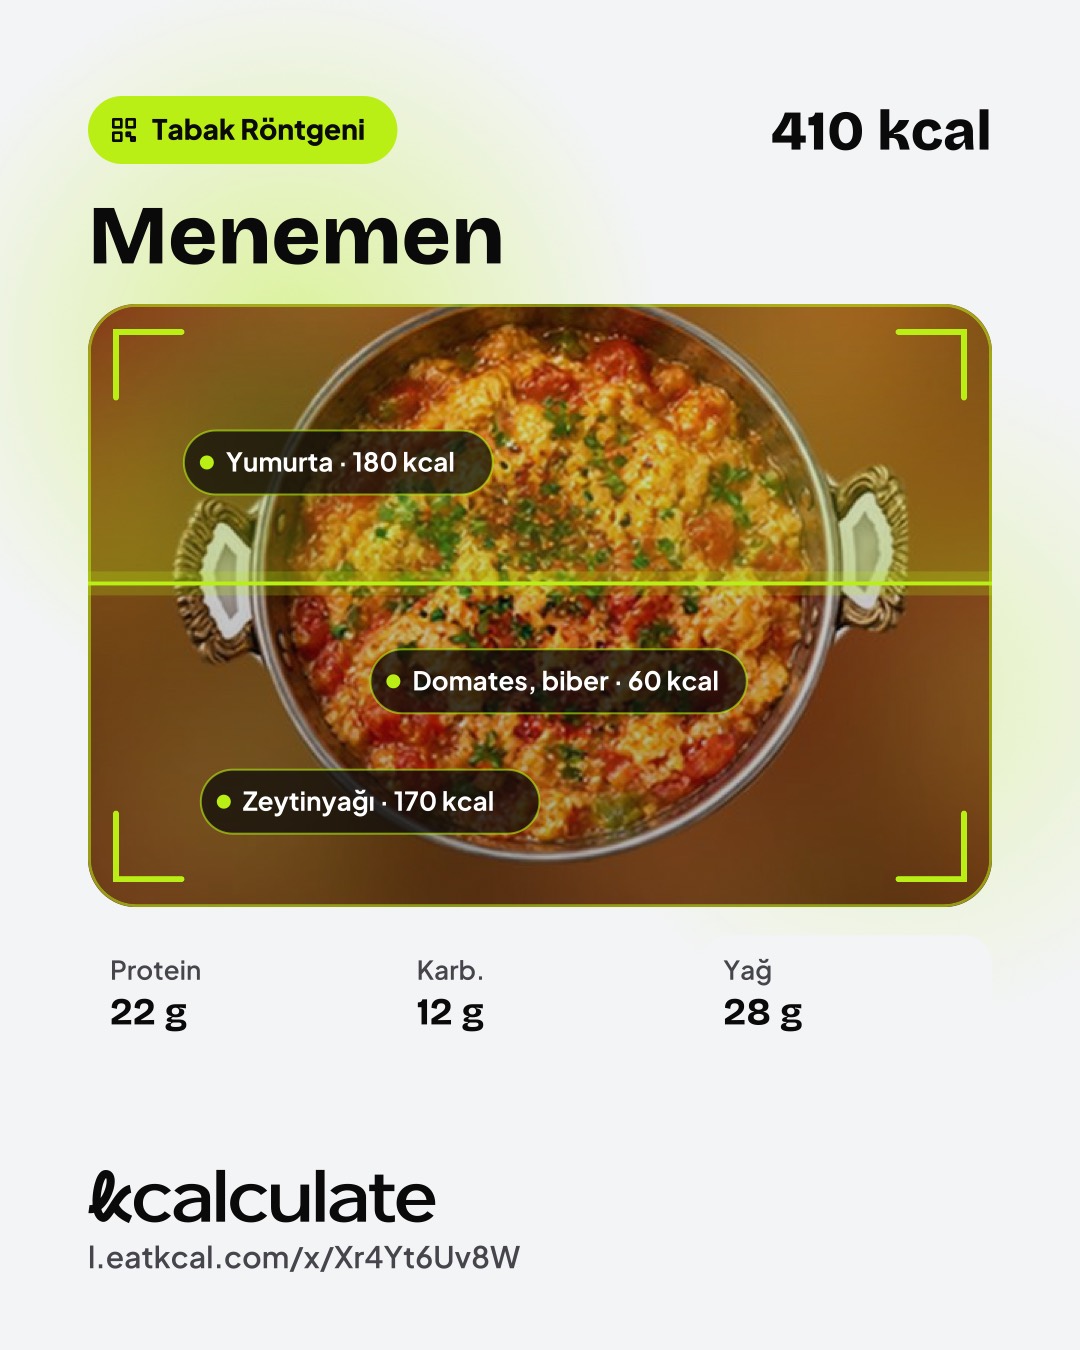 Tabak Röntgeni
410 kcal
Menemen
Yumurta · 180 kcal
Domates, biber · 60 kcal
Zeytinyağı · 170 kcal
Protein
22 g
Karb.
12 g
Yağ
28 g
kcalculate
l.eatkcal.com/x/Xr4Yt6Uv8W